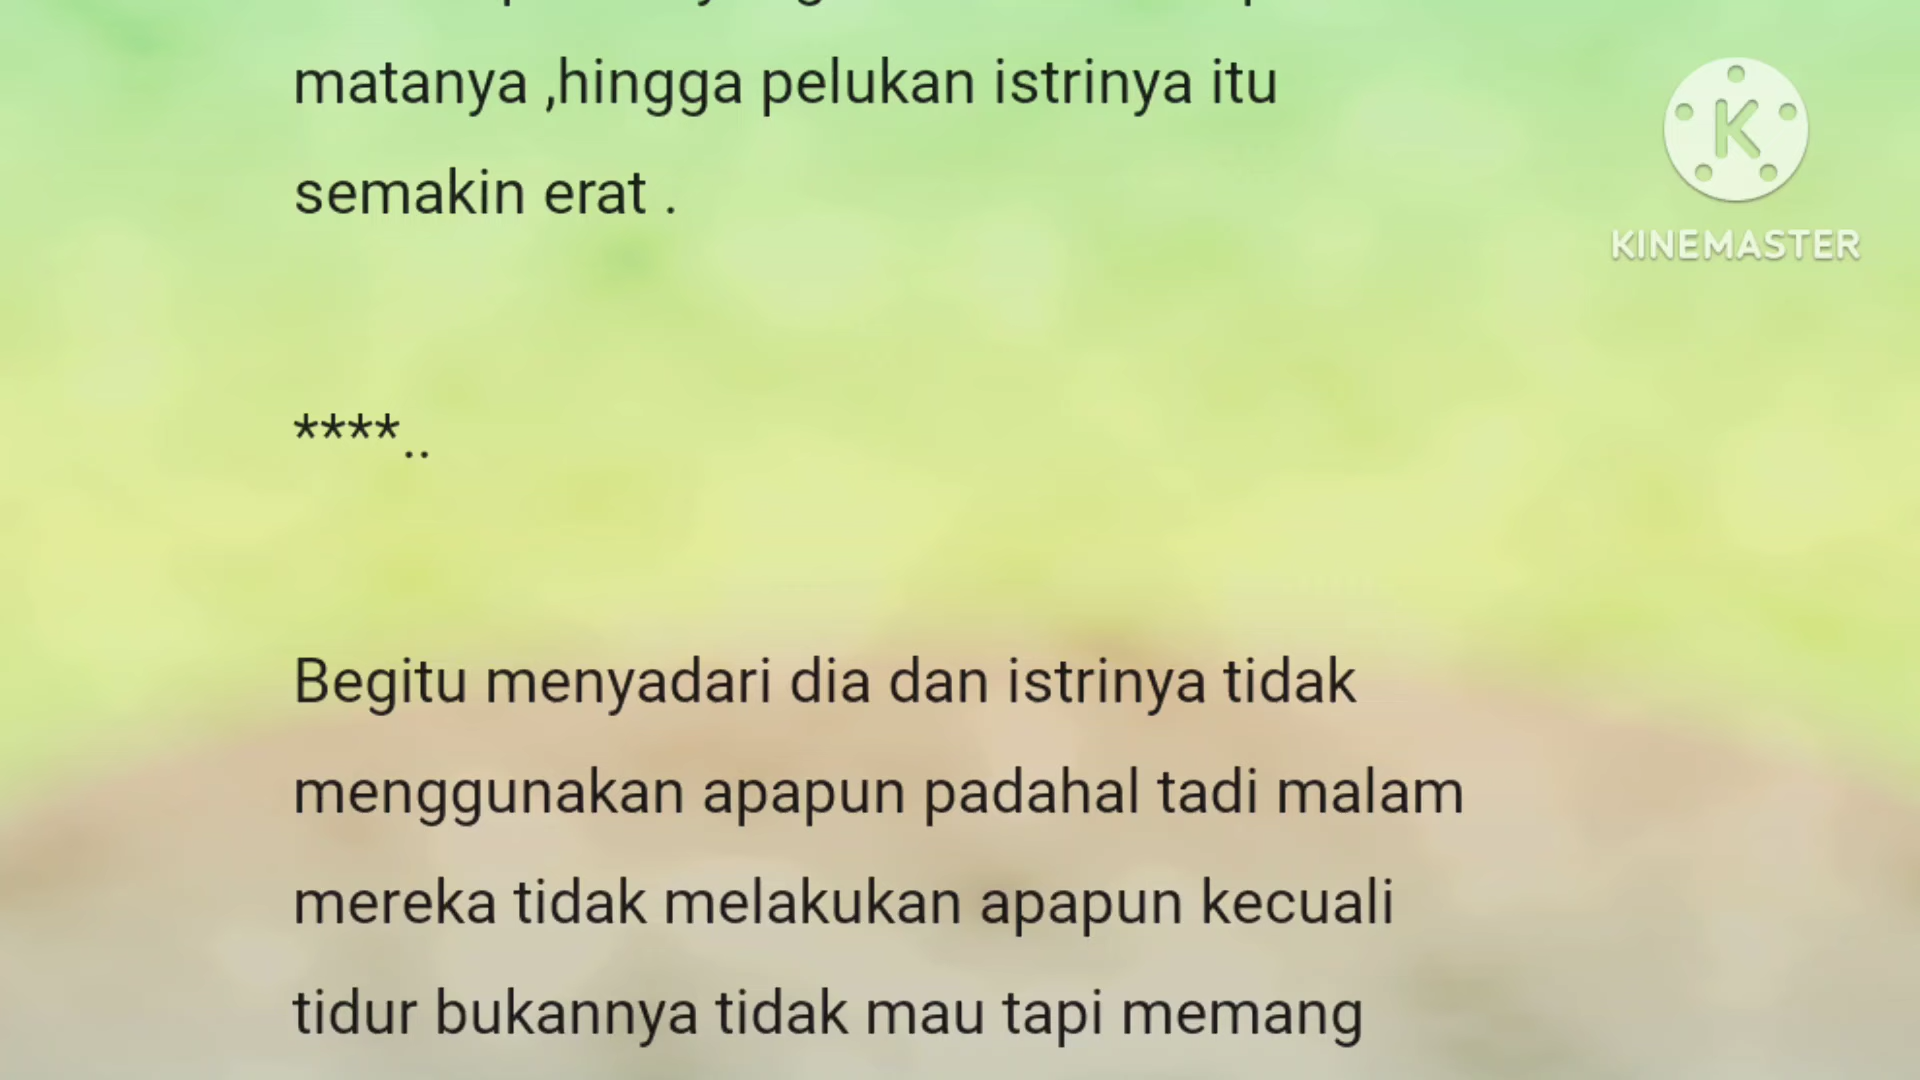 matanya ,hingga pelukan istrinya itu
semakin erat .
****..
Begitu menyadari dia dan istrinya tidak
menggunakan apapun padahal tadi malam
mereka tidak melakukan apapun kecuali
tidur bukannya tidak mau tapi memang
K
KINEMASTER